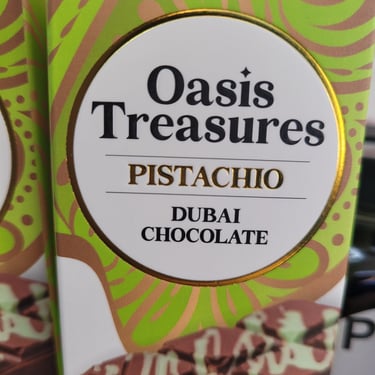 Oasis
Treasures
PISTACHIO
DUBAI
CHOCOLATE
P